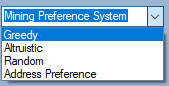 Mining Preference System
Greedy
Altruistic
Random
Address Preference